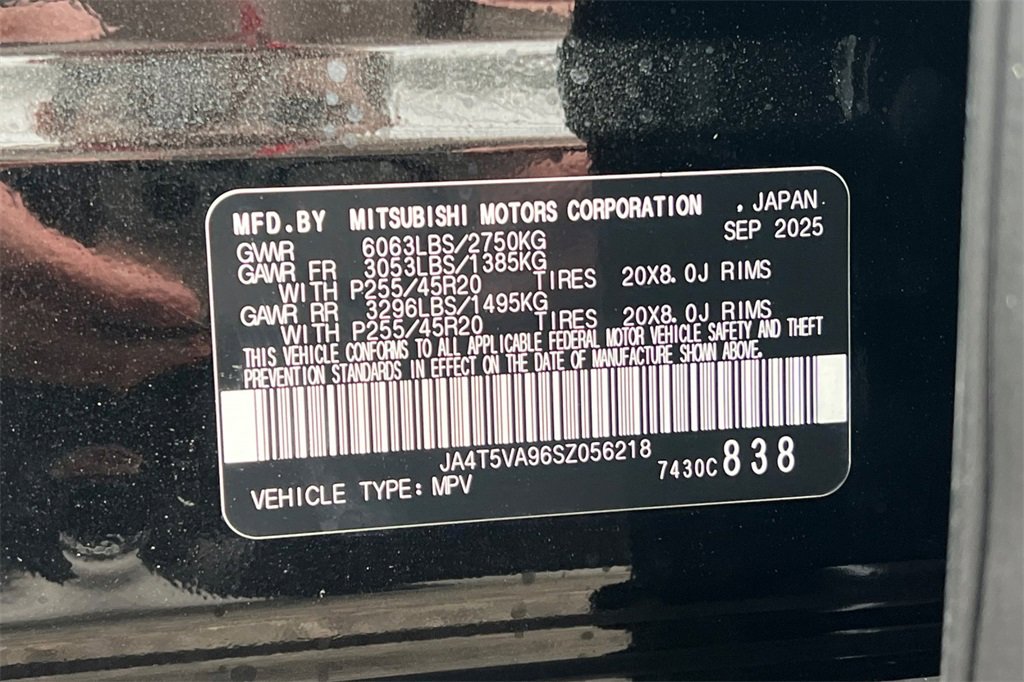 MFD.BY MITSUBISHI MOTORS CORPORATION , JAPAN.
SEP 2025
GVWR 6063LBS/2750KG
GAWR FR 3053LBS/1385KG
WITH P255/45R20 TIRES 20X8.0J RIMS
GAWR RR 3296LBS/1495KG
WITH P255/45R20 TIRES 20X8.0J RIMS
THIS VEHICLE CONFORMS TO ALL APPLICABLE FEDERAL MOTOR VEHICLE SAFETY AND THEFT
PREVENTION STANDARDS IN EFFECT ON THE DATE OF MANUFACTURE SHOWN ABOVE.
JA4T5VA96SZ056218
7430C 838
VEHICLE TYPE: MPV